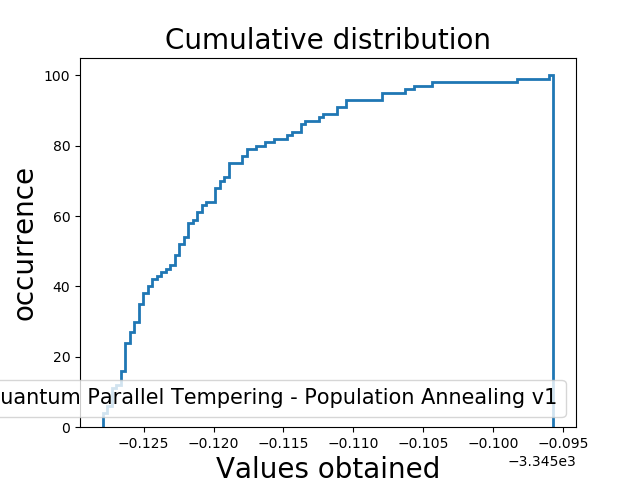 Cumulative distribution
100
80
60
40
20
0
occurrence
uantum Parallel Tempering - Population Annealing v1
−0.125 −0.120 −0.115 −0.110 −0.105 −0.100 −0.095
−3.345e3
Values obtained